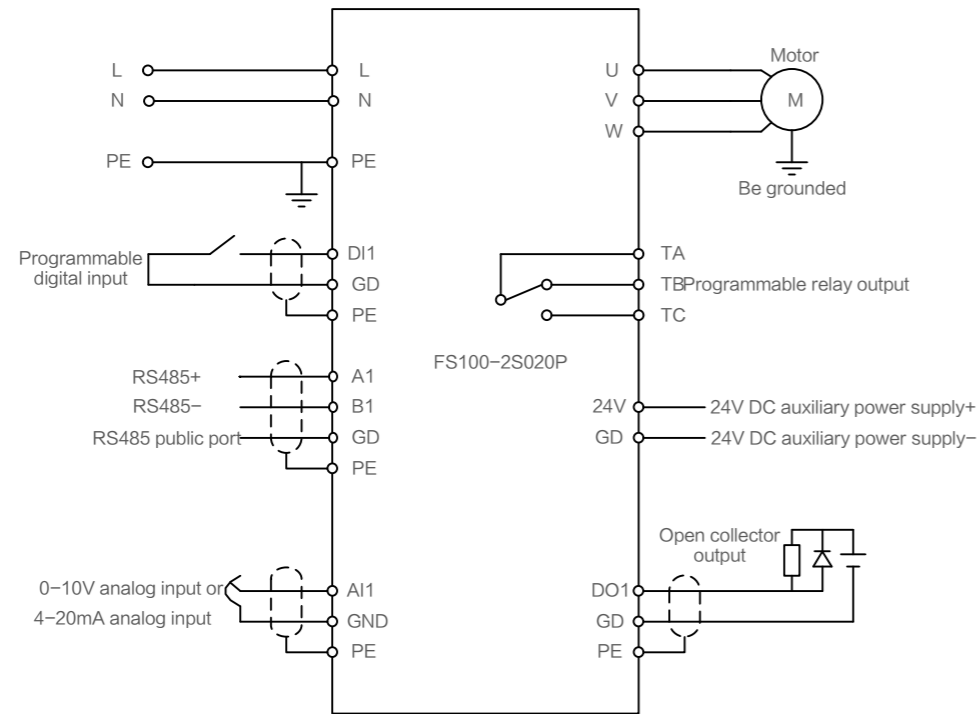 L
L
N
N
PE
PE
U
V
W
Motor
M
Be grounded
Programmable
digital input
DI1
GD
PE
TA
TBProgrammable relay output
TC
FS100-2S020P
RS485+
A1
RS485-
B1
RS485 public port
GD
PE
24V
24V DC auxiliary power supply+
GD
24V DC auxiliary power supply-
Open collector
output
0-10V analog input or
4-20mA analog input
AI1
GND
PE
DO1
GD
PE